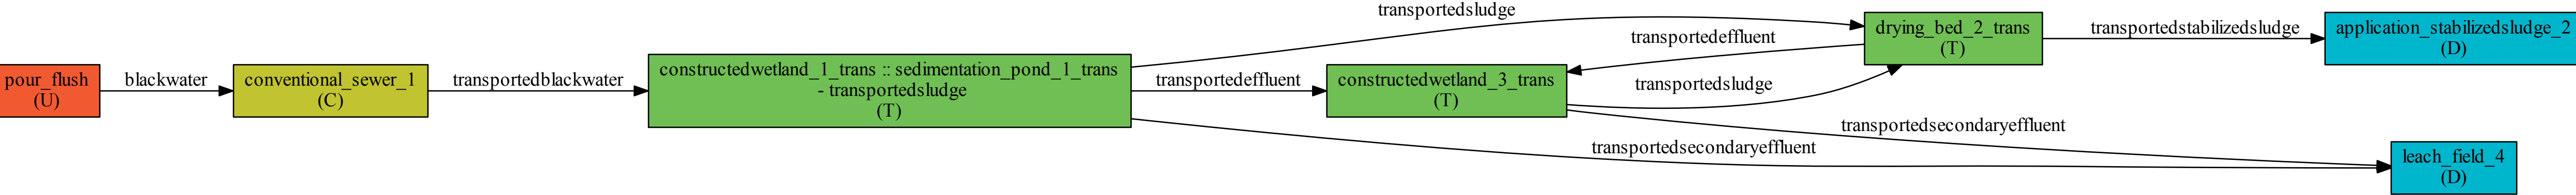 pour_flush
(U)
blackwater
conventional_sewer_1
(C)
transportedblackwater
constructedwetland_1_trans :: sedimentation_pond_1_trans
- transportedsludge
(T)
transportedsludge
transportedeffluent
transportedsecondaryeffluent
constructedwetland_3_trans
(T)
transportedeffluent
transportedsludge
transportedsecondaryeffluent
drying_bed_2_trans
(T)
transportedstabilizedsludge
application_stabilizedsludge_2
(D)
leach_field_4
(D)